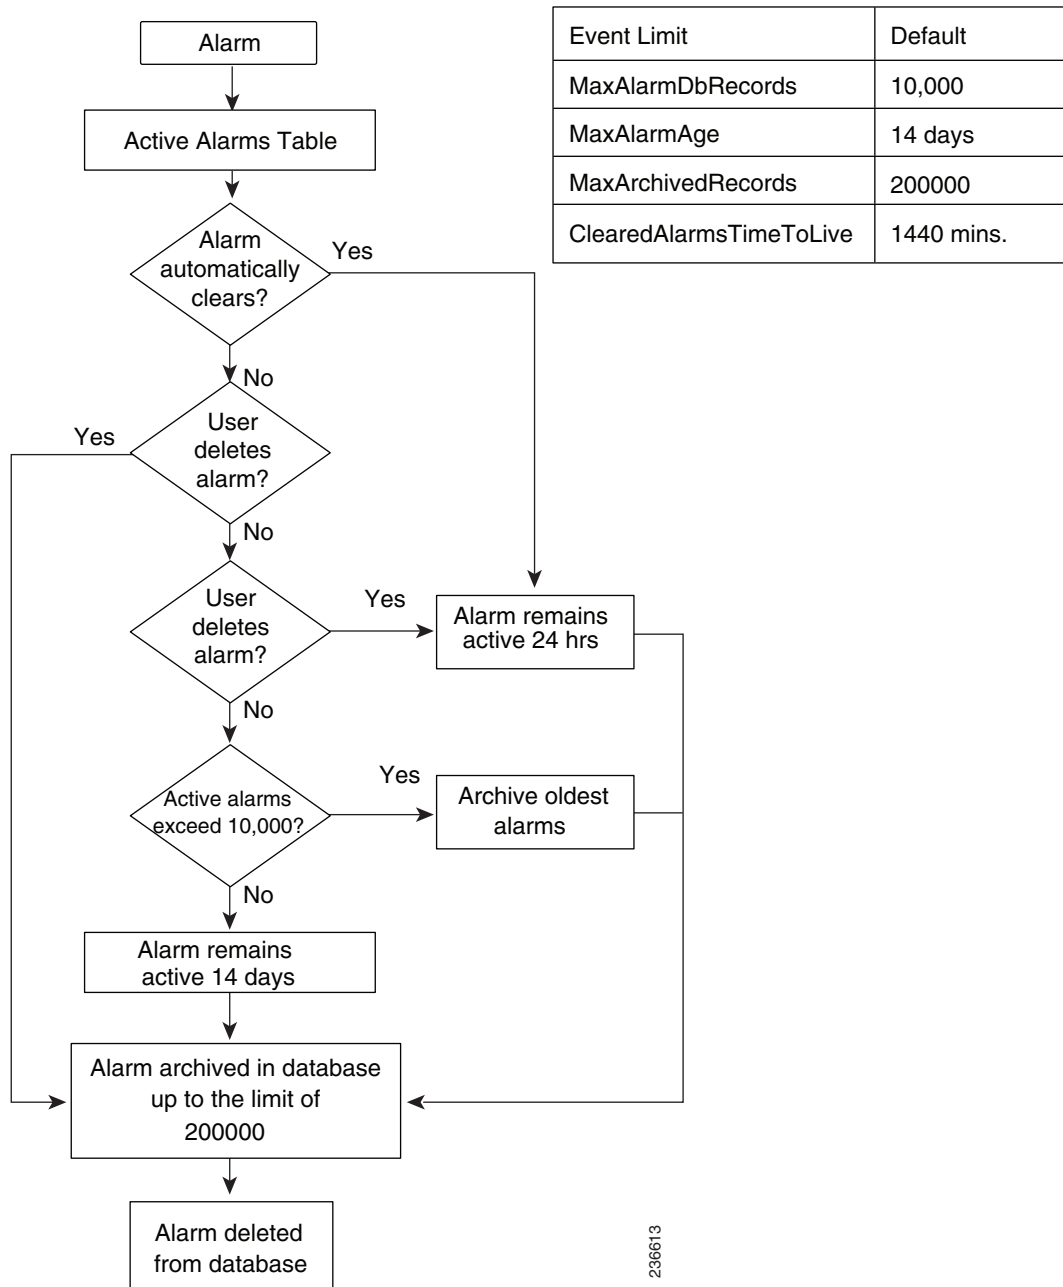 Alarm
Active Alarms Table
Alarm
automatically
clears?
Yes
No
User
deletes
alarm?
Yes
No
User
deletes
alarm?
Yes
Alarm remains
active 24 hrs
No
Active alarms
exceed 10,000?
Yes
Archive oldest
alarms
No
Alarm remains
active 14 days
Alarm archived in database
up to the limit of
200000
Alarm deleted
from database
Event Limit Default
MaxAlarmDbRecords 10,000
MaxAlarmAge 14 days
MaxArchivedRecords 200000
ClearedAlarmsTimeToLive 1440 mins.
236613